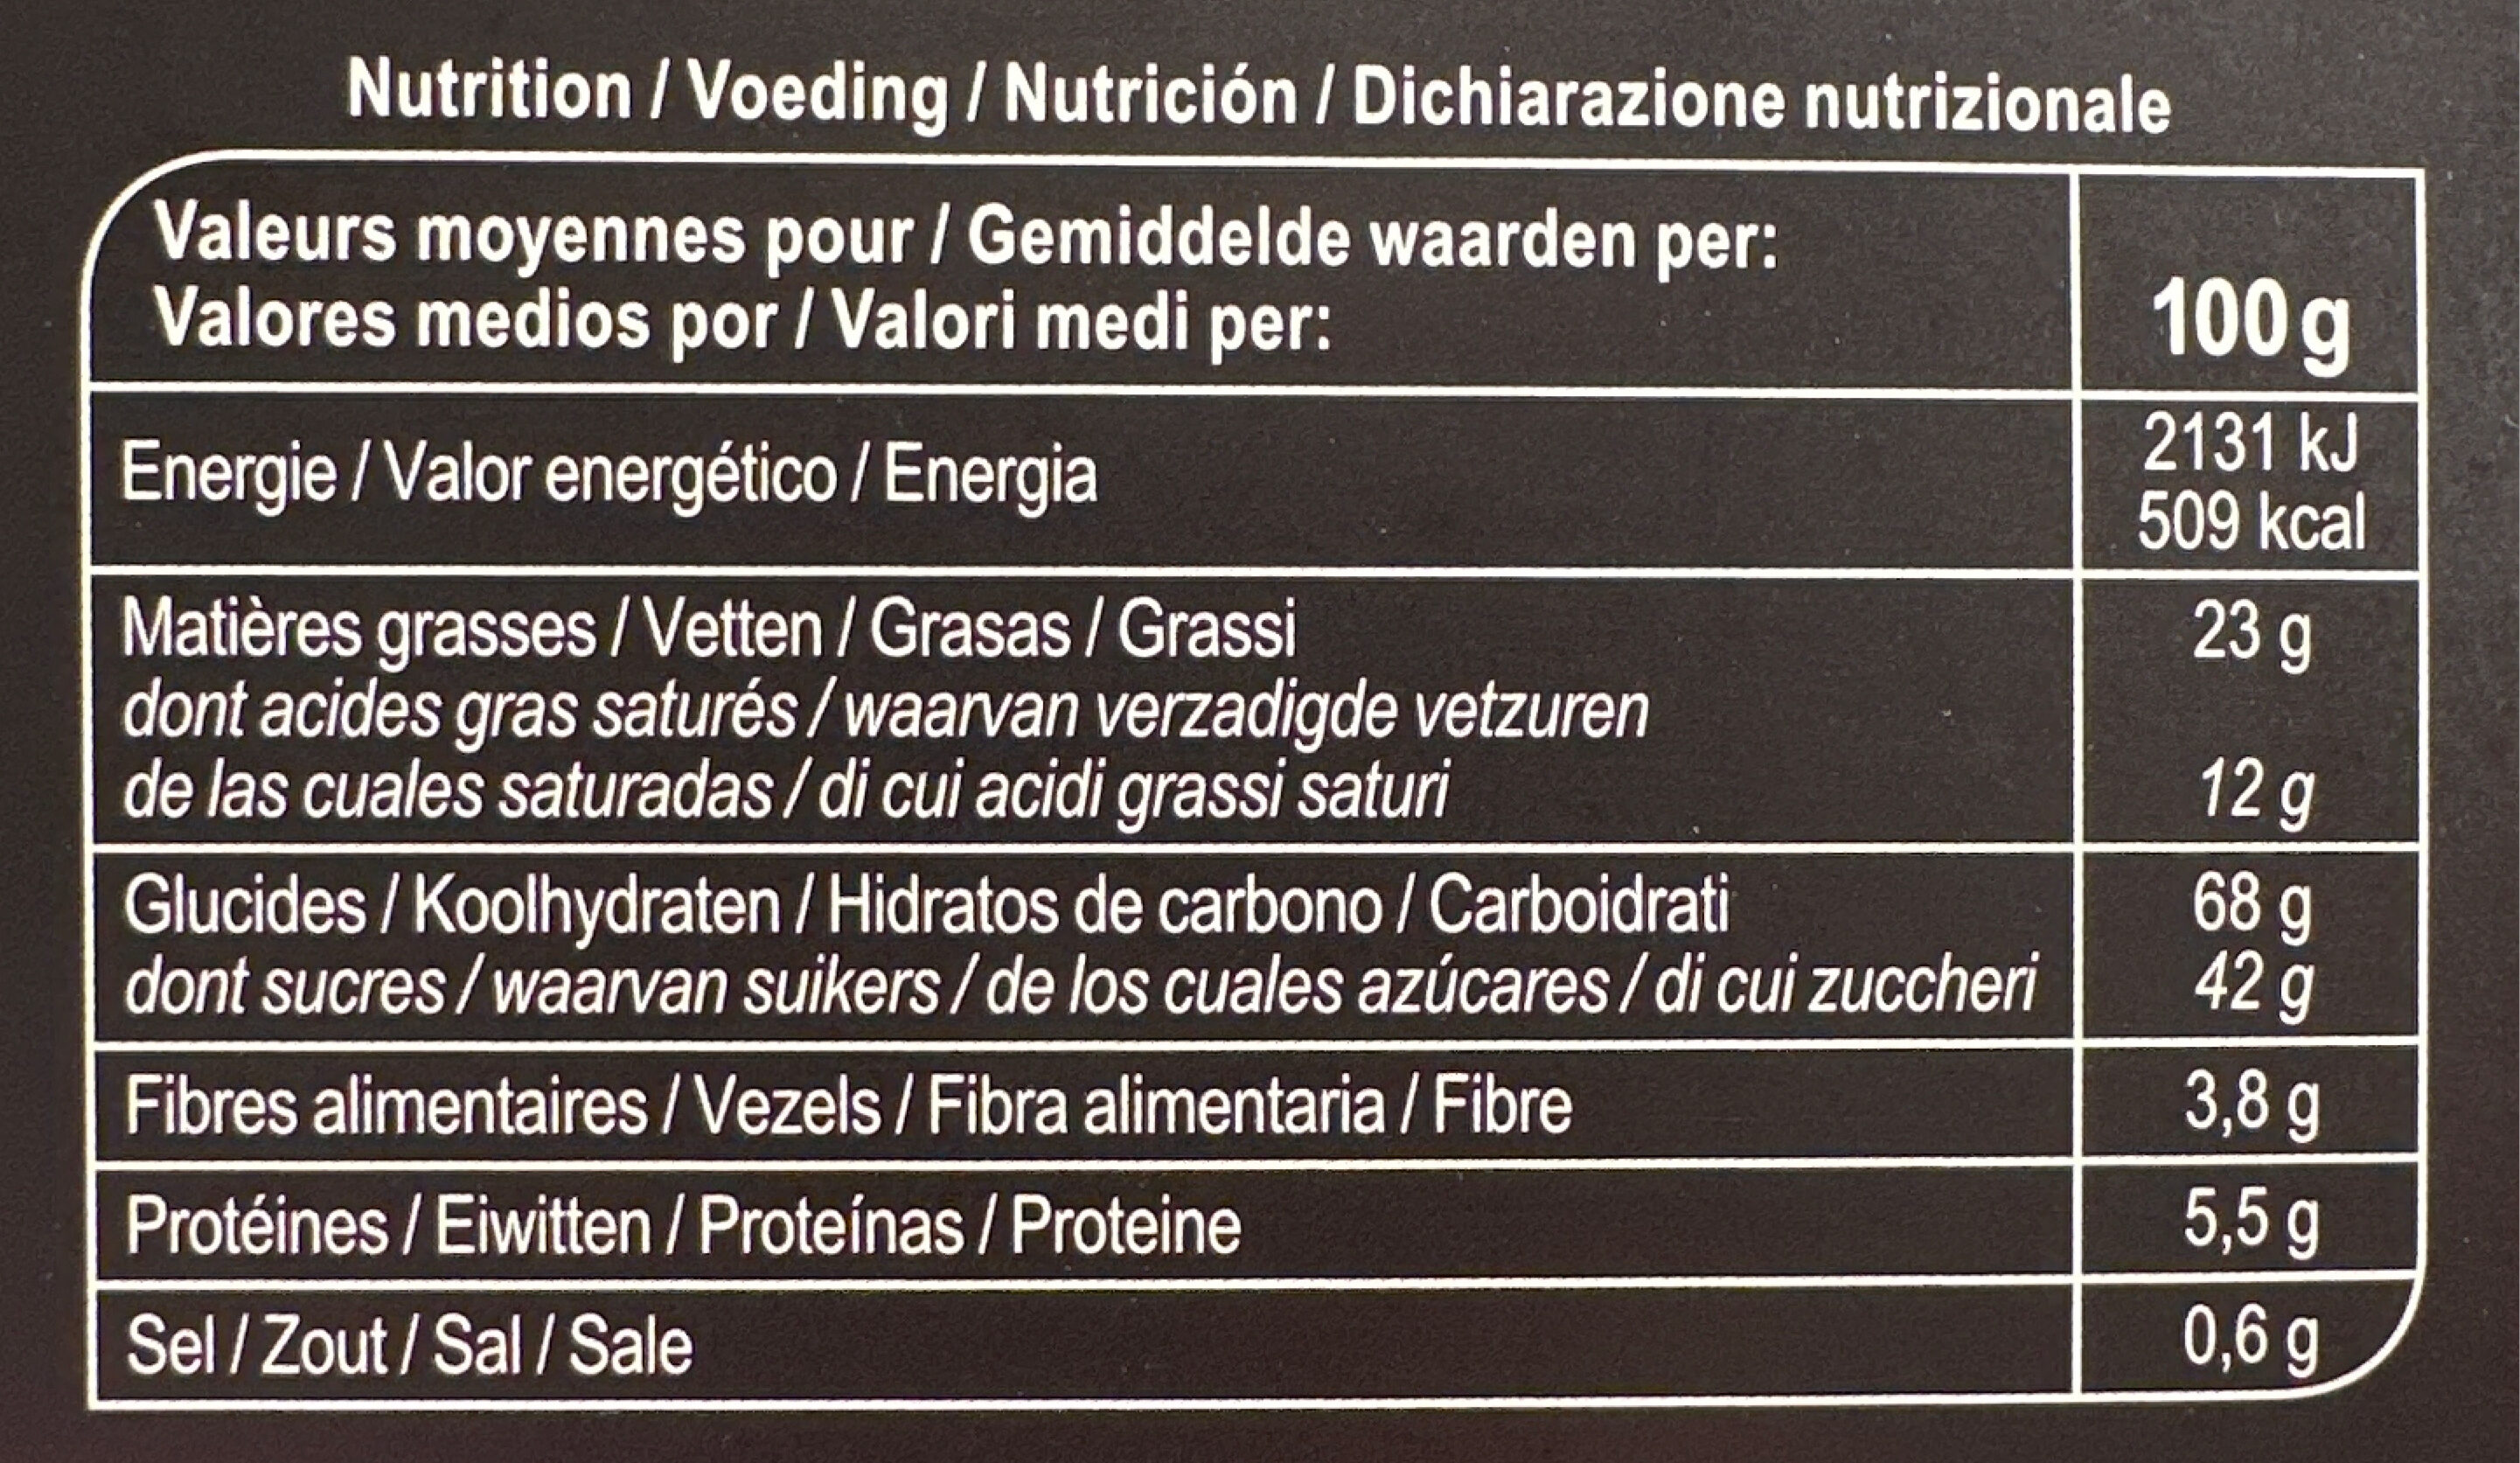 Nutrition / Voeding / Nutrición / Dichiarazione nutrizionale
Valeurs moyennes pour / Gemiddelde waarden per:
Valores medios por / Valori medi per:
100 g
Energie / Valor energético / Energia
2131 kJ
509 kcal
Matières grasses / Vetten / Grasas / Grassi 23 g
dont acides gras saturés / waarvan verzadigde vetzuren
de las cuales saturadas / di cui acidi grassi saturi 12 g
Glucides / Koolhydraten / Hidratos de carbono / Carboidrati 68 g
dont sucres / waarvan suikers / de los cuales azúcares / di cui zuccheri 42 g
Fibres alimentaires / Vezels / Fibra alimentaria / Fibre 3,8 g
Protéines / Eiwitten / Proteínas / Proteine 5,5 g
Sel / Zout / Sal / Sale 0,6 g